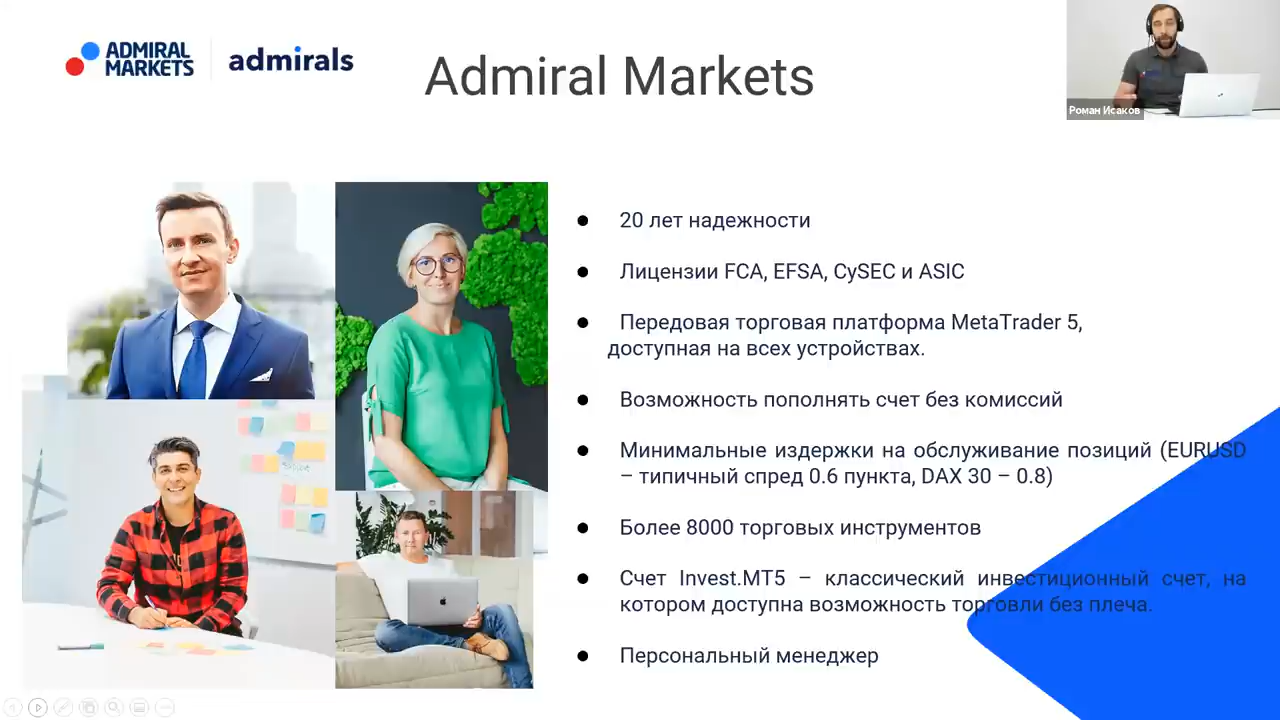 ADMIRAL
MARKETS
admirals
Admiral Markets
Роман Исаков
● 20 лет надежности
● Лицензии FCA, EFSA, CySEC и ASIC
● Передовая торговая платформа MetaTrader 5,
доступная на всех устройствах.
● Возможность пополнять счет без комиссий
● Минимальные издержки на обслуживание позиций (EURUSD
– типичный спред 0.6 пункта, DAX 30 – 0.8)
● Более 8000 торговых инструментов
● Счет Invest.MT5 – классический инвестиционный счет, на
котором доступна возможность торговли без плеча.
● Персональный менеджер